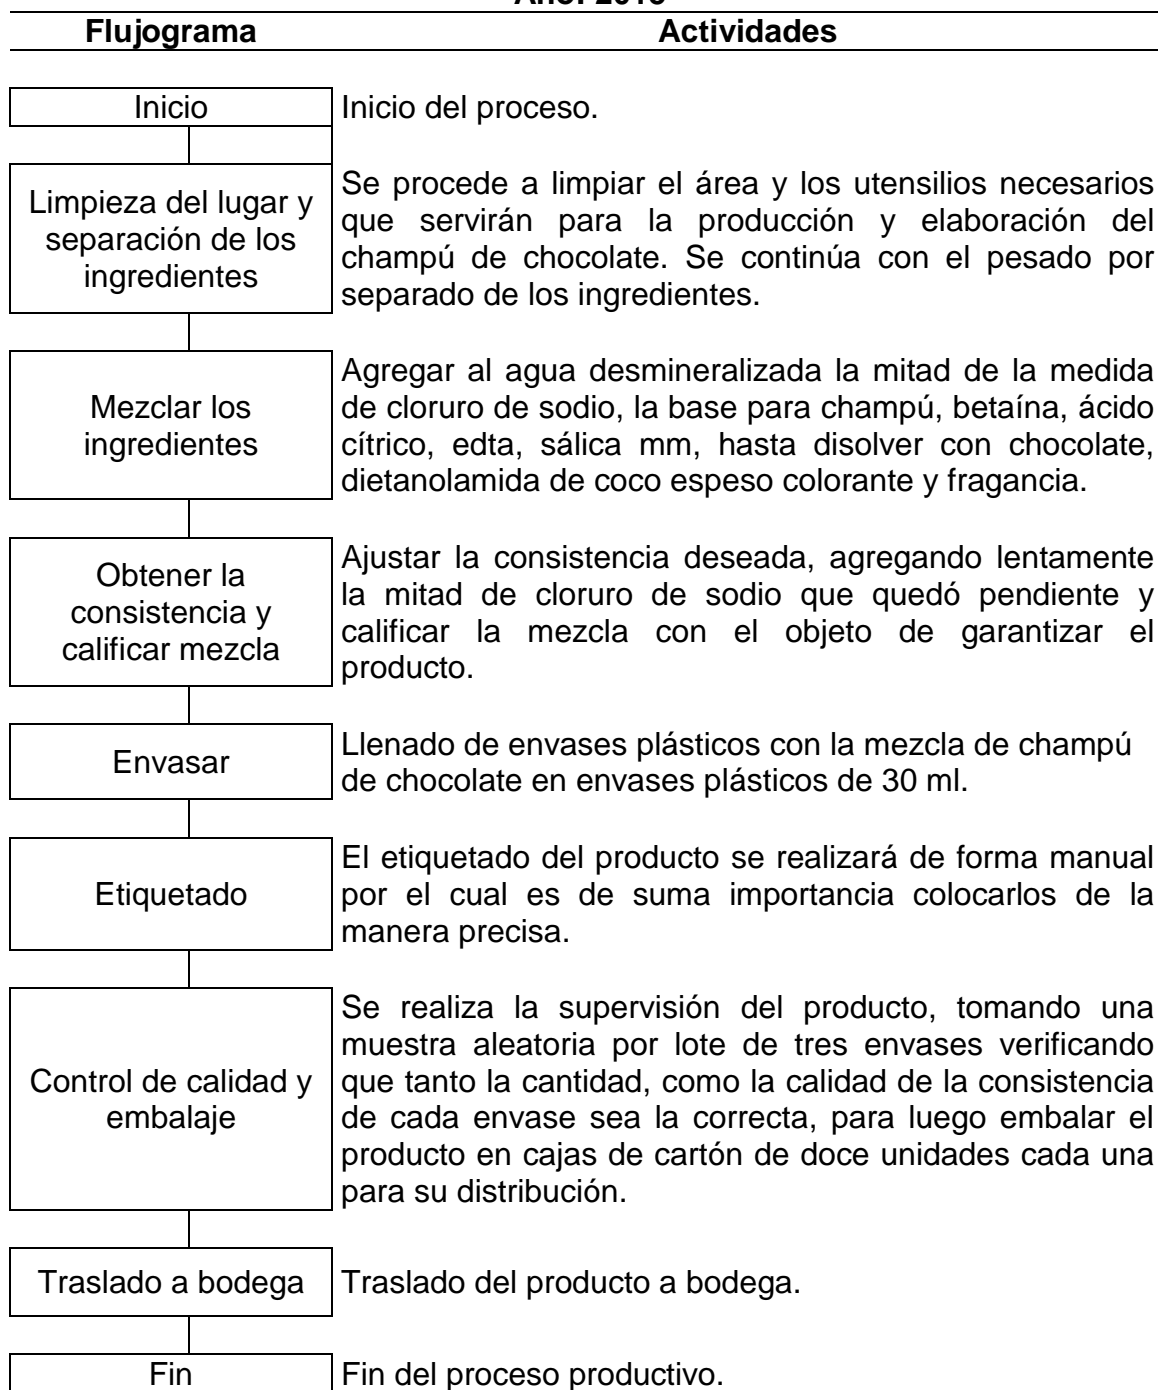 Flujograma Actividades
Inicio
Inicio del proceso.
Limpieza del lugar y
separación de los
ingredientes
Se procede a limpiar el área y los utensilios necesarios
que servirán para la producción y elaboración del
champú de chocolate. Se continúa con el pesado por
separado de los ingredientes.
Mezclar los
ingredientes
Agregar al agua desmineralizada la mitad de la medida
de cloruro de sodio, la base para champú, betaína, ácido
cítrico, edta, sálica mm, hasta disolver con chocolate,
dietanolamida de coco espeso colorante y fragancia.
Obtener la
consistencia y
calificar mezcla
Ajustar la consistencia deseada, agregando lentamente
la mitad de cloruro de sodio que quedó pendiente y
calificar la mezcla con el objeto de garantizar el
producto.
Envasar
Llenado de envases plásticos con la mezcla de champú
de chocolate en envases plásticos de 30 ml.
Etiquetado
El etiquetado del producto se realizará de forma manual
por el cual es de suma importancia colocarlos de la
manera precisa.
Control de calidad y
embalaje
Se realiza la supervisión del producto, tomando una
muestra aleatoria por lote de tres envases verificando
que tanto la cantidad, como la calidad de la consistencia
de cada envase sea la correcta, para luego embalar el
producto en cajas de cartón de doce unidades cada una
para su distribución.
Traslado a bodega
Traslado del producto a bodega.
Fin
Fin del proceso productivo.